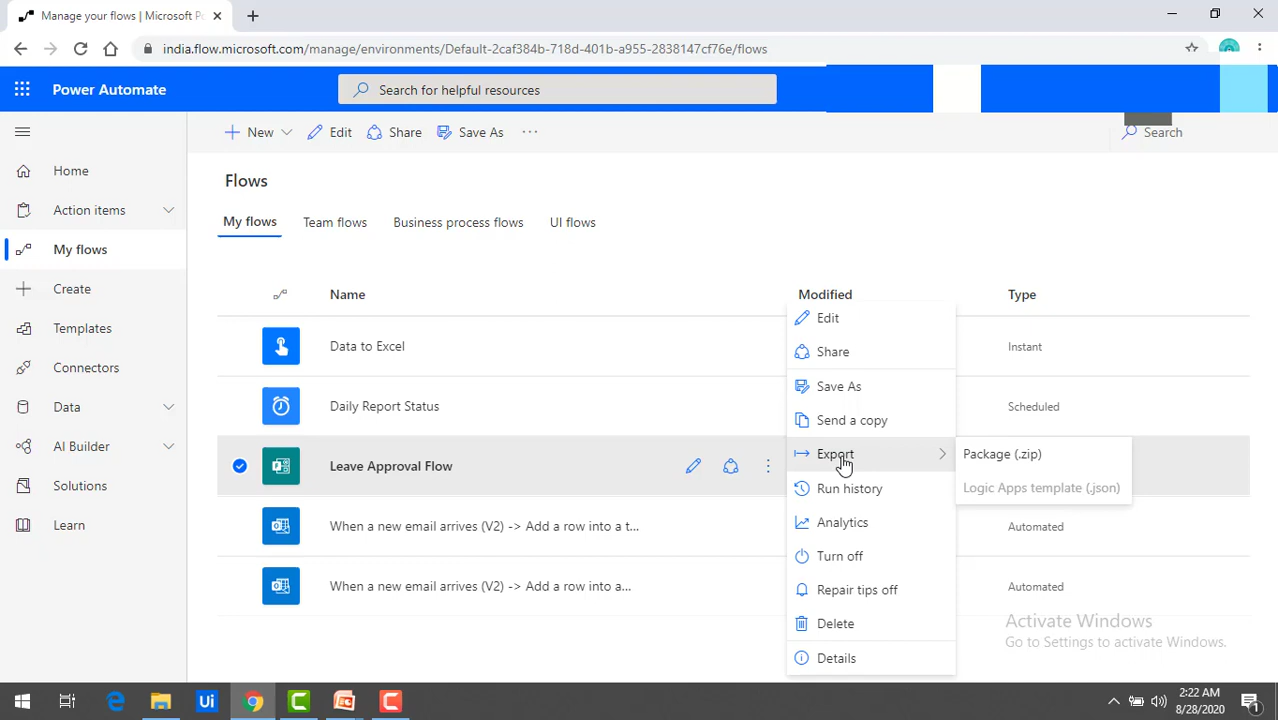 Manage your flows | Microsoft P
india.flow.microsoft.com/manage/environments/Default-2caf384b-718d-401b-a955-2838147cf76e/flows
Power Automate
Search for helpful resources
New
Edit
Share
Save As
Search
Home
Action items
My flows
Create
Templates
Connectors
Data
AI Builder
Solutions
Learn
Flows
My flows
Team flows
Business process flows
UI flows
Name
Modified
Type
Data to Excel
Instant
Daily Report Status
Scheduled
Leave Approval Flow
When a new email arrives (V2) -> Add a row into a t...
Automated
When a new email arrives (V2) -> Add a row into a...
Automated
Edit
Share
Save As
Send a copy
Export
Run history
Analytics
Turn off
Repair tips off
Delete
Details
Package (.zip)
Logic Apps template (.json)
Activate Windows
Go to Settings to activate Windows.
Ui
2:22 AM
8/28/2020
1